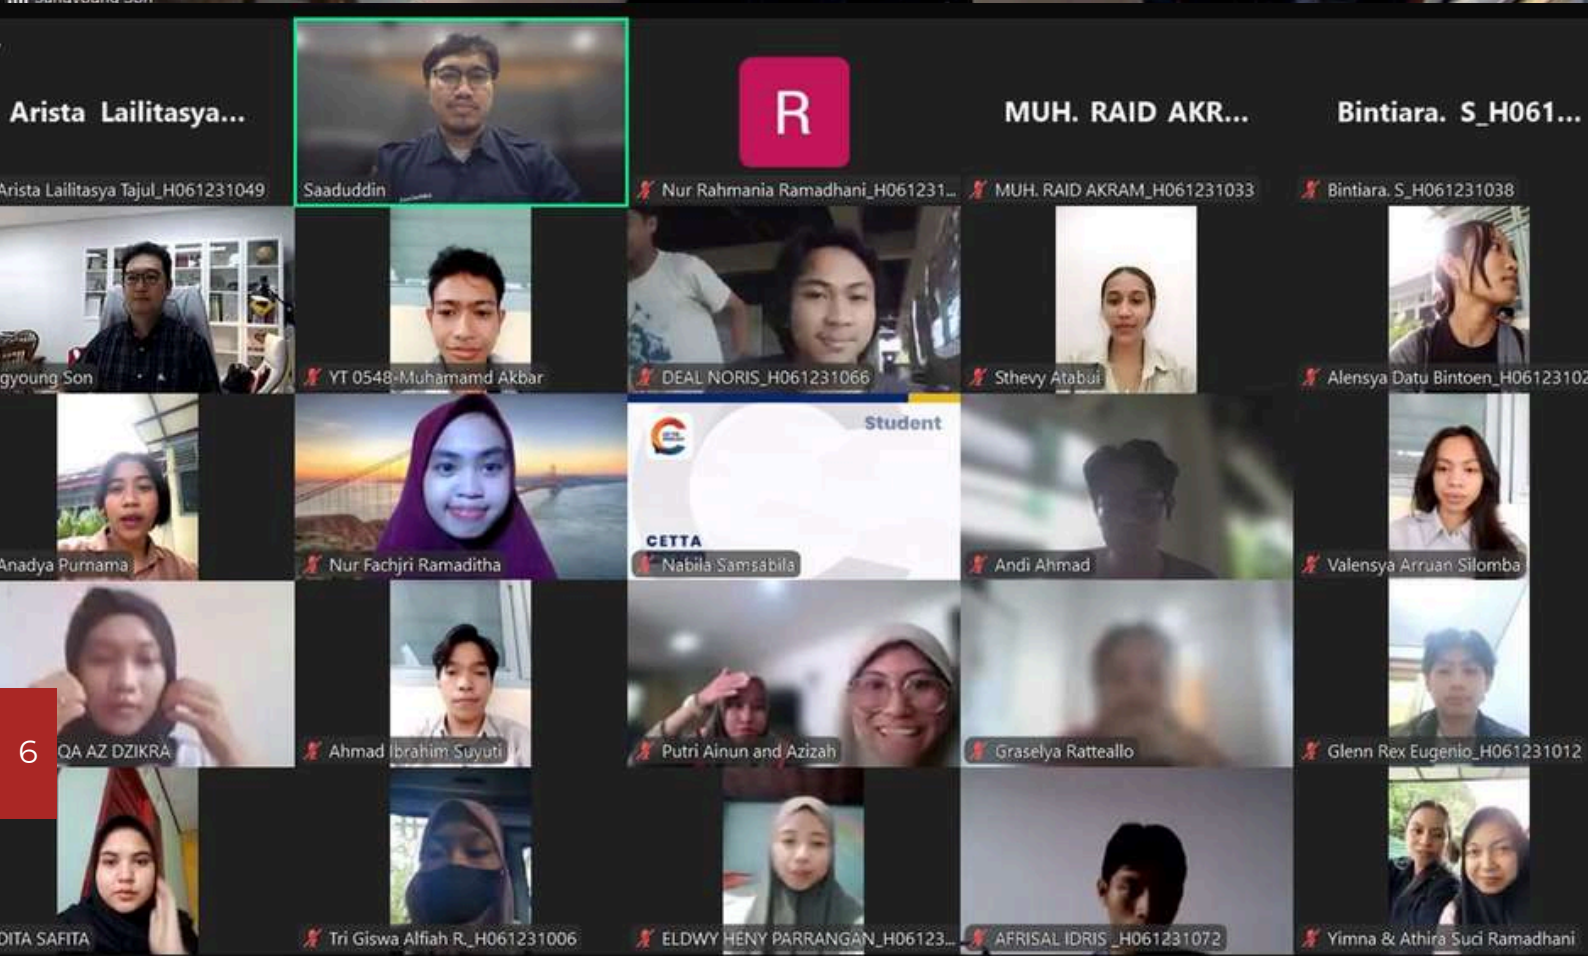 Arista Lailitasya...
R
MUH. RAID AKR...
Bintiara. S_H061...
Arista Lailitasya Tajul_H061231049
Saaduddin
Nur Rahmania Ramadhani_H061231...
MUH. RAID AKRAM_H061231033
Bintiara. S_H061231038
gyoung Son
YT 0548-Muhamamd Akbar
DEAL NORIS_H061231066
Sthevy Atabui
Alensya Datu Bintoen_H06123102
Student
CETTA
Anadya Purnama
Nur Fachjri Ramaditha
Nabila Samsabila
Andi Ahmad
Valensya Arruan Silomba
6
QA AZ DZIKRA
Ahmad Ibrahim Suyuti
Putri Ainun and Azizah
Graselya Ratteallo
Glenn Rex Eugenio_H061231012
DITA SAFITA
Tri Giswa Alfiah R._H061231006
ELDWY HENY PARRANGAN_H06123...
AFRISAL IDRIS _H061231072
Yimna & Athira Suci Ramadhani